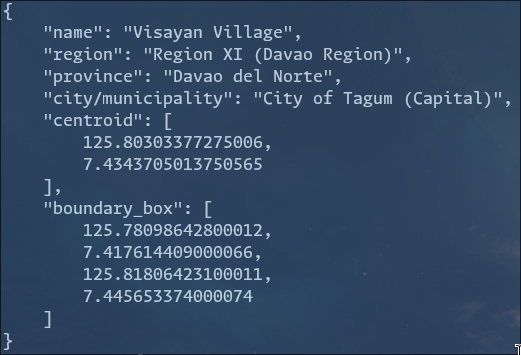 {
    "name": "Visayan Village",
    "region": "Region XI (Davao Region)",
    "province": "Davao del Norte",
    "city/municipality": "City of Tagum (Capital)",
    "centroid": [
        125.80303377275006,
        7.4343705013750565
    ],
    "boundary_box": [
        125.78098642800012,
        7.417614409000066,
        125.81806423100011,
        7.445653374000074
    ]
}